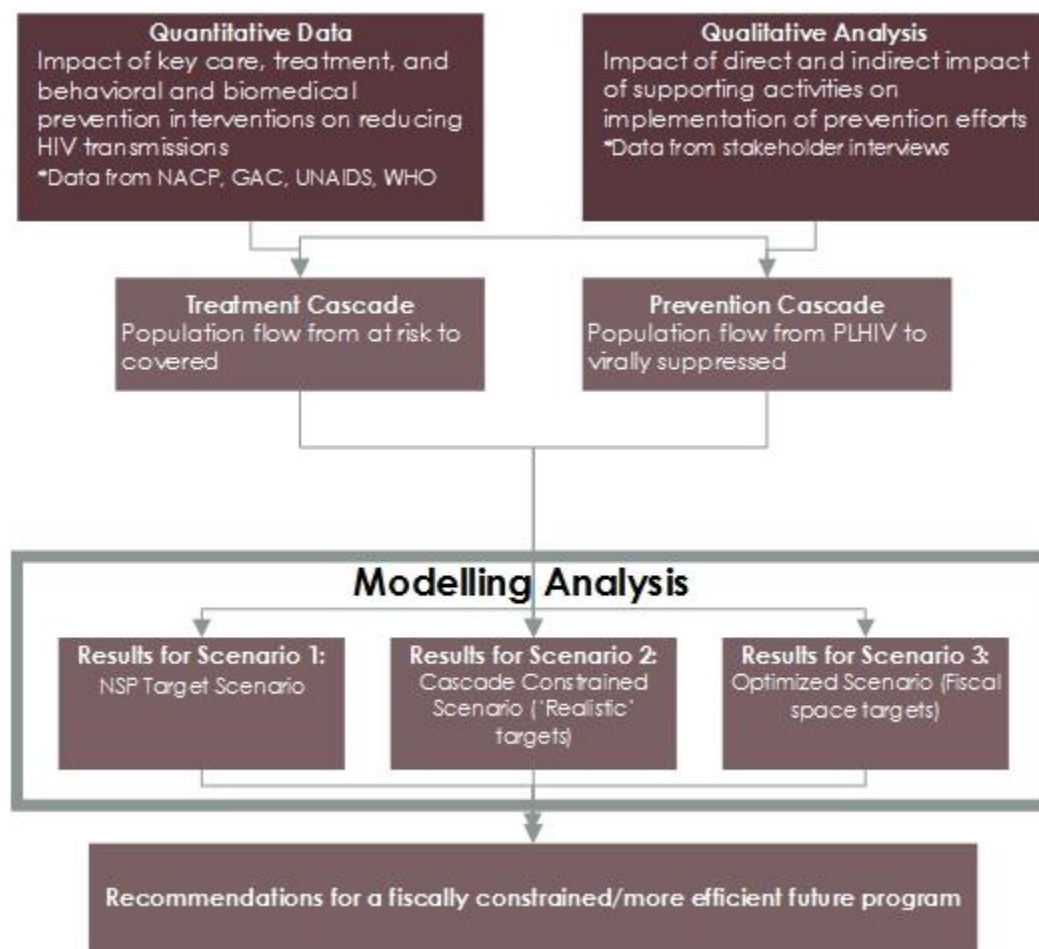 Quantitative Data
Impact of key care, treatment, and
behavioral and biomedical
prevention interventions on reducing
HIV transmissions
*Data from NACP, GAC, UNAIDS, WHO
Qualitative Analysis
Impact of direct and indirect impact
of supporting activities on
implementation of prevention efforts
*Data from stakeholder interviews
Treatment Cascade
Population flow from at risk to
covered
Prevention Cascade
Population flow from PLHIV to
virally suppressed
Modelling Analysis
Results for Scenario 1:
NSP Target Scenario
Results for Scenario 2:
Cascade Constrained
Scenario ('Realistic'
targets)
Results for Scenario 3:
Optimized Scenario (Fiscal
space targets)
Recommendations for a fiscally constrained/more efficient future program